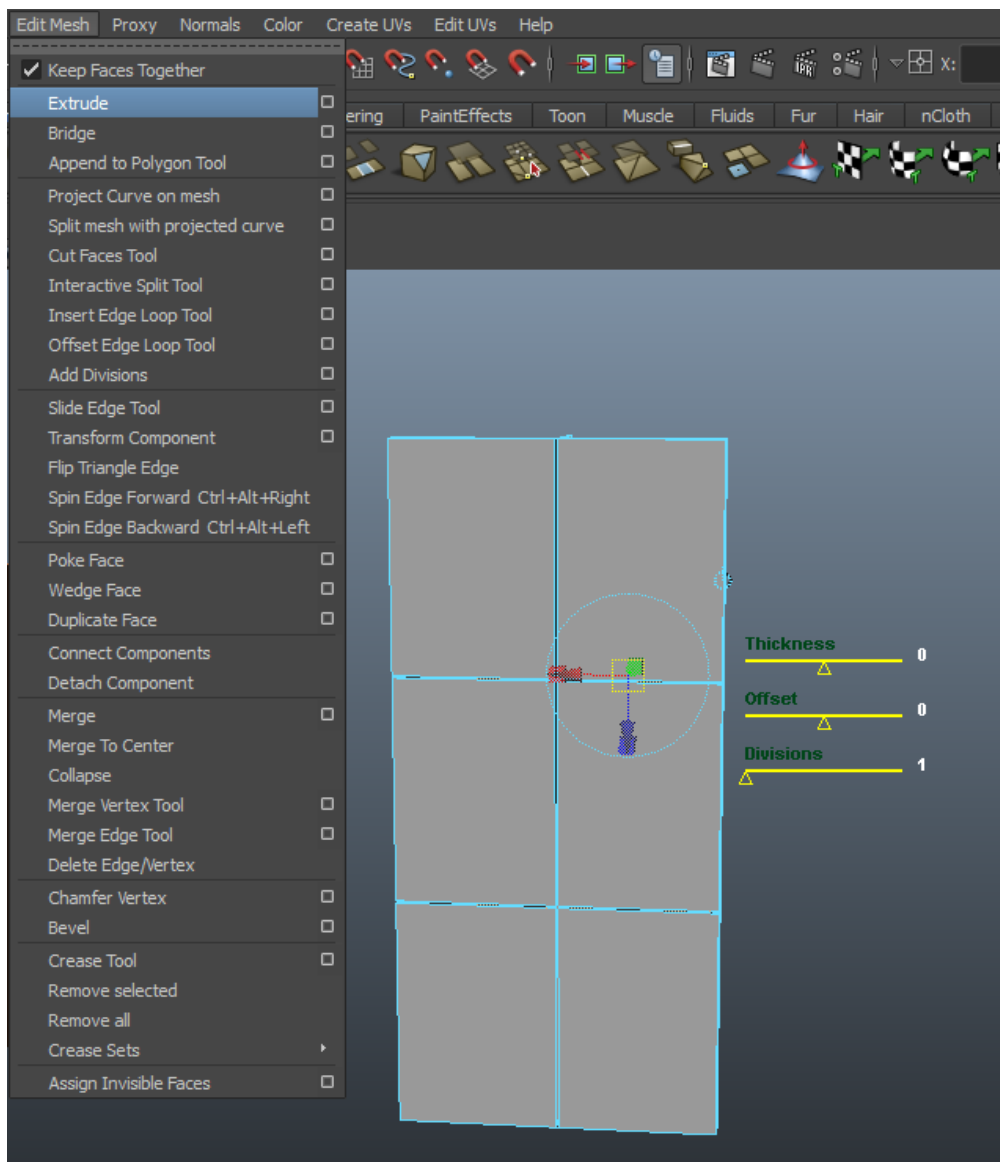 Edit Mesh Proxy Normals Color Create UVs Edit UVs Help
Keep Faces Together
X:
Extrude
Bridge
Append to Polygon Tool
ering PaintEffects Toon Muscle Fluids Fur Hair nCloth
IPR
Project Curve on mesh
Split mesh with projected curve
Cut Faces Tool
Interactive Split Tool
Insert Edge Loop Tool
Offset Edge Loop Tool
Add Divisions
Slide Edge Tool
Transform Component
Flip Triangle Edge
Spin Edge Forward Ctrl+Alt+Right
Spin Edge Backward Ctrl+Alt+Left
Poke Face
Wedge Face
Duplicate Face
Connect Components
Detach Component
Merge
Merge To Center
Collapse
Merge Vertex Tool
Merge Edge Tool
Delete Edge/Vertex
Chamfer Vertex
Bevel
Crease Tool
Remove selected
Remove all
Crease Sets
Assign Invisible Faces
Thickness 0
Offset 0
Divisions 1